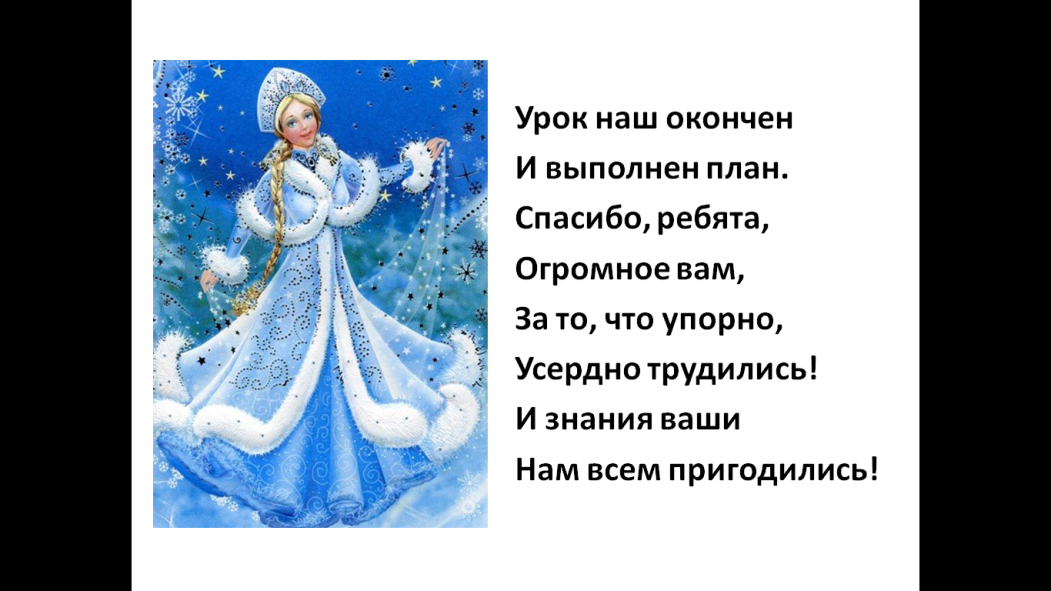 Урок наш окончен
И выполнен план.
Спасибо, ребята,
Огромное вам,
За то, что упорно,
Усердно трудились!
И знания ваши
Нам всем пригодились!